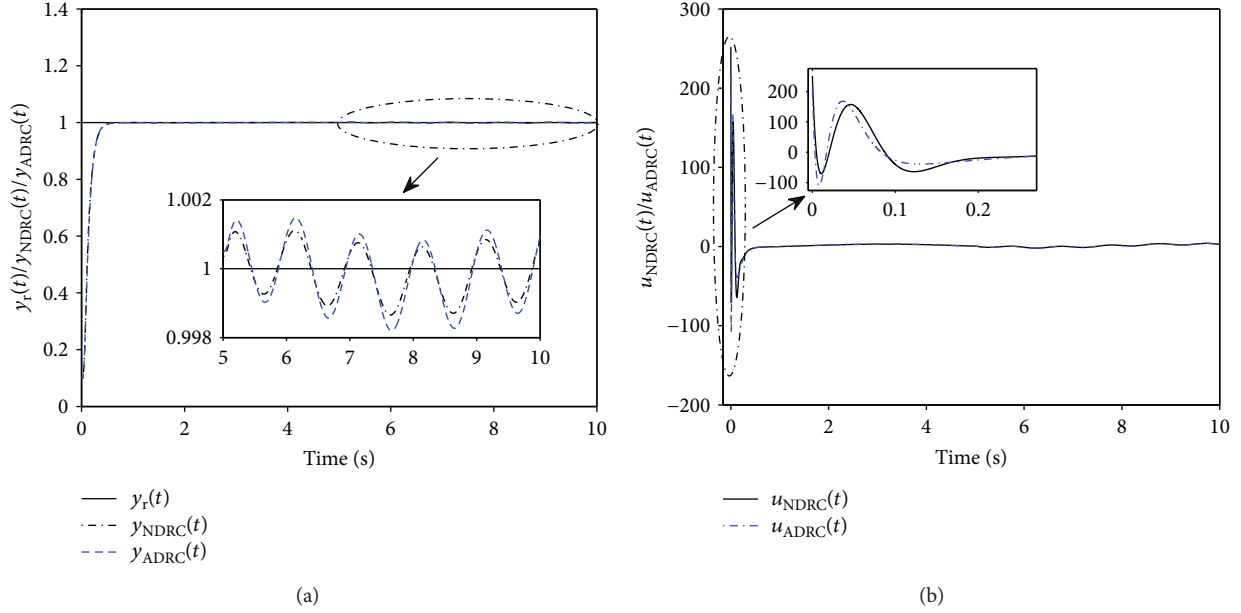 1.4
1.2
1
0.8
0.6
0.4
0.2
0
y_r(t)/y_NDRC(t)/y_ADRC(t)
1.002
1
0.998
5 6 7 8 9 10
0 2 4 6 8 10
Time (s)
y_r(t)
y_NDRC(t)
y_ADRC(t)
(a)
300
200
100
0
−100
−200
u_NDRC(t)/u_ADRC(t)
200
100
0
−100
0 0.1 0.2
0 2 4 6 8 10
Time (s)
u_NDRC(t)
u_ADRC(t)
(b)